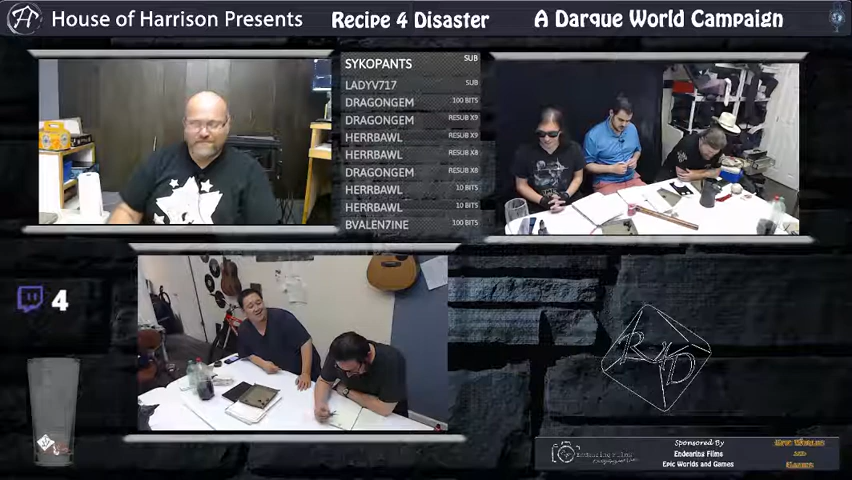 House of Harrison Presents
Recipe 4 Disaster
A Darque World Campaign
SYKOPANTS SUB
LADYV717 SUB
DRAGONGEM 100 BITS
DRAGONGEM RESUB X9
HERRBAWL RESUB X9
HERRBAWL RESUB X8
DRAGONGEM RESUB X8
HERRBAWL 10 BITS
HERRBAWL 10 BITS
BVALEN7INE 100 BITS
4
R4D
Sponsored By
Endearing Films
Epic Worlds and Games